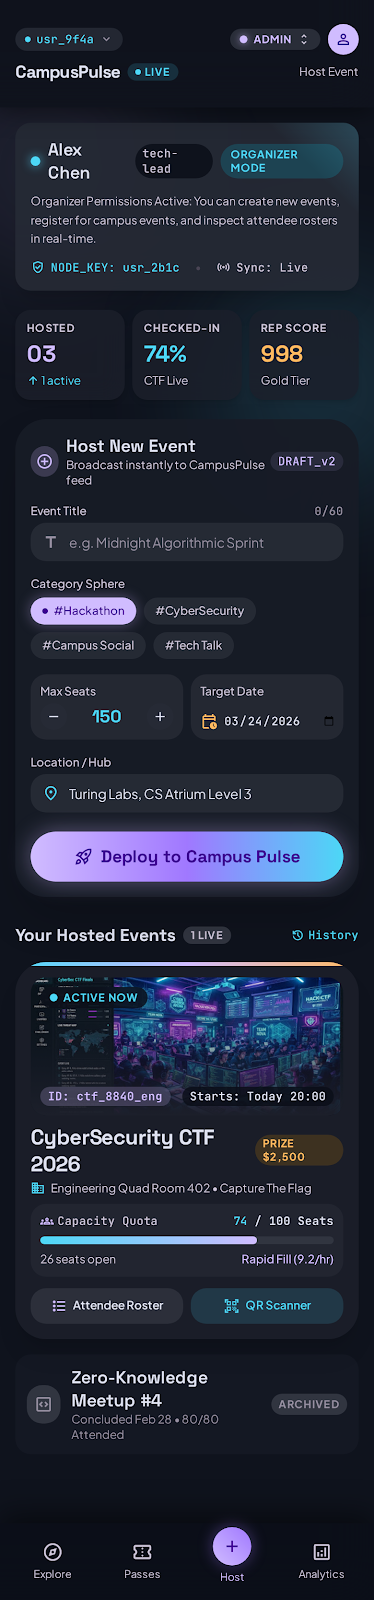 usr_9f4a
ADMIN
CampusPulse
LIVE
Host Event
Alex
Chen
tech-
lead
ORGANIZER
MODE
Organizer Permissions Active: You can create new events,
register for campus events, and inspect attendee rosters
in real-time.
NODE_KEY: usr_2b1c
Sync: Live
HOSTED
03
1 active
CHECKED-IN
74%
CTF Live
REP SCORE
998
Gold Tier
Host New Event
Broadcast instantly to CampusPulse
feed
DRAFT_v2
Event Title
0/60
T
e.g. Midnight Algorithmic Sprint
Category Sphere
#Hackathon
#CyberSecurity
#Campus Social
#Tech Talk
Max Seats
− 150 +
Target Date
03/24/2026
Location / Hub
Turing Labs, CS Atrium Level 3
Deploy to Campus Pulse
Your Hosted Events
1 LIVE
History
ACTIVE NOW
ID: ctf_8840_eng
Starts: Today 20:00
CyberSecurity CTF
2026
PRIZE
$2,500
Engineering Quad Room 402 • Capture The Flag
Capacity Quota
74 / 100 Seats
26 seats open
Rapid Fill (9.2/hr)
Attendee Roster
QR Scanner
Zero-Knowledge
Meetup #4
Concluded Feb 28 • 80/80
Attended
ARCHIVED
Explore
Passes
+
Host
Analytics